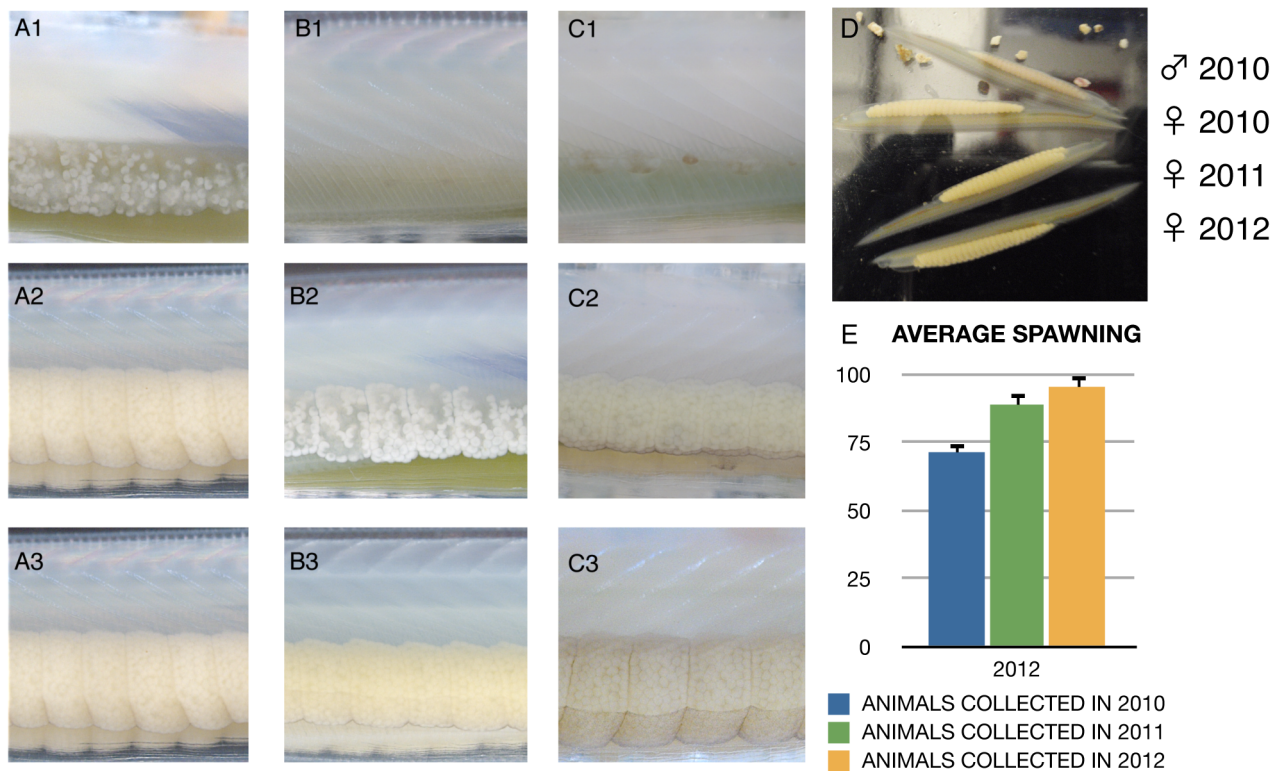 A1
B1
C1
D
♂ 2010
♀ 2010
♀ 2011
♀ 2012
A2
B2
C2
E AVERAGE SPAWNING
100
75
50
25
0
2012
A3
B3
C3
ANIMALS COLLECTED IN 2010
ANIMALS COLLECTED IN 2011
ANIMALS COLLECTED IN 2012